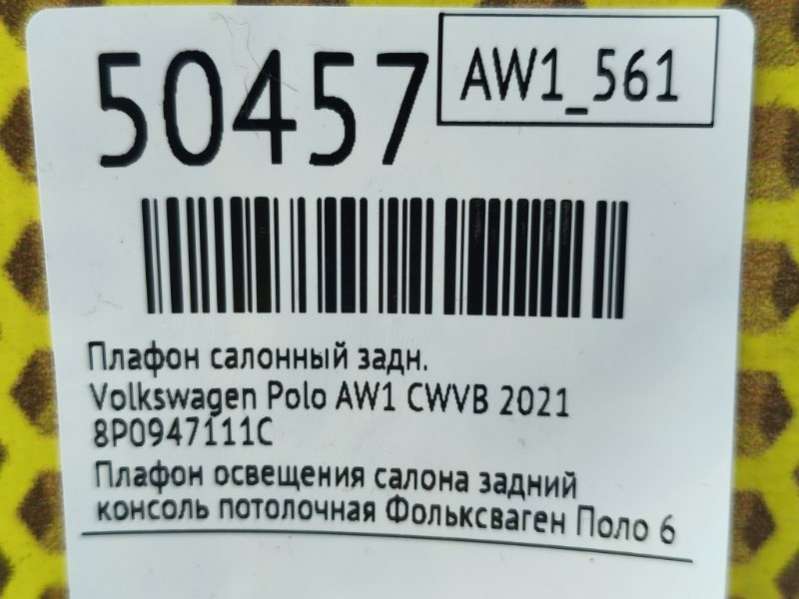 50457
AW1_561
Плафон салонный задн.
Volkswagen Polo AW1 CWVB 2021
8P0947111C
Плафон освещения салона задний
консоль потолочная Фольксваген Поло 6